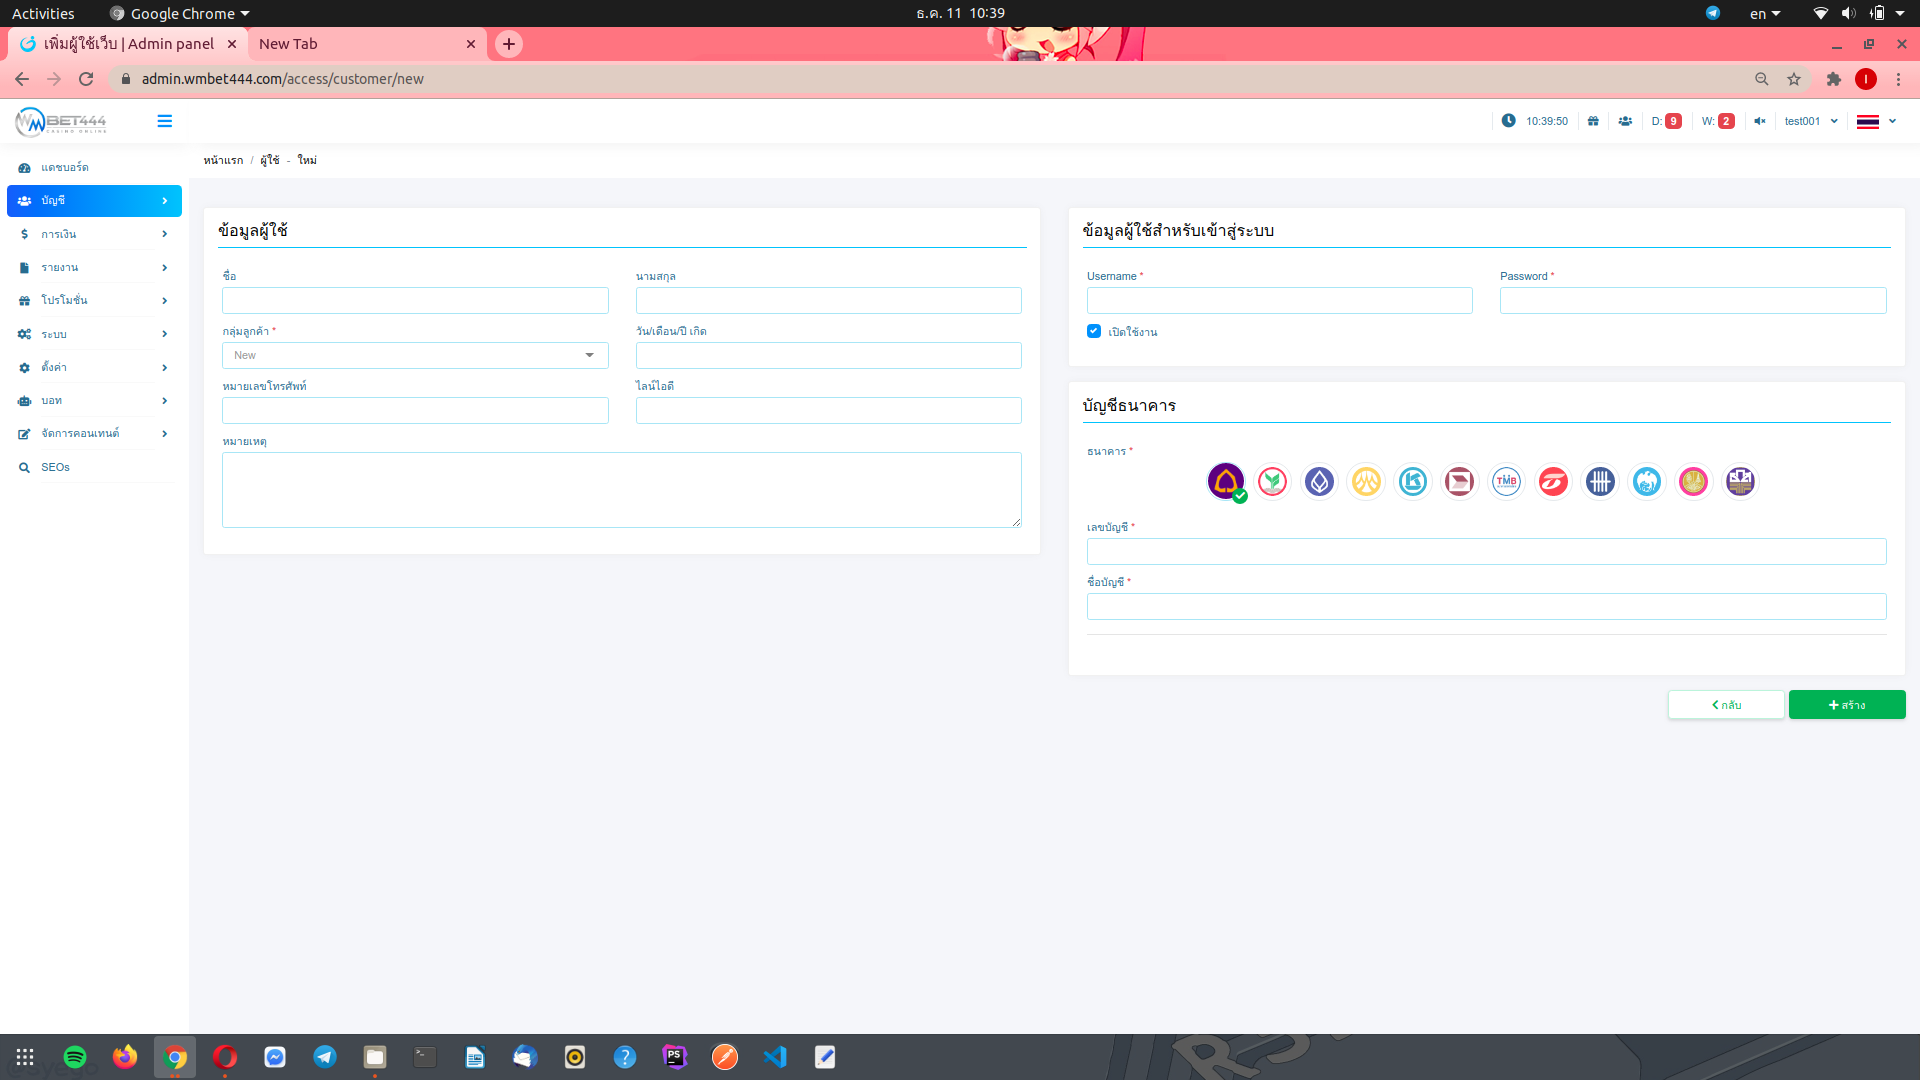 Activities
Google Chrome
ธ.ค. 11 10:39
en
เพิ่มผู้ใช้เว็บ | Admin panel
New Tab
admin.wmbet444.com/access/customer/new
I
WMBET444
CASINO ONLINE
10:39:50
D: 9
W: 2
test001
แดชบอร์ด
บัญชี
การเงิน
รายงาน
โปรโมชั่น
ระบบ
ตั้งค่า
บอท
จัดการคอนเทนต์
SEOs
หน้าแรก / ผู้ใช้ - ใหม่
ข้อมูลผู้ใช้
ชื่อ
นามสกุล
กลุ่มลูกค้า *
New
วัน/เดือน/ปี เกิด
หมายเลขโทรศัพท์
ไลน์ไอดี
หมายเหตุ
ข้อมูลผู้ใช้สำหรับเข้าสู่ระบบ
Username *
Password *
เปิดใช้งาน
บัญชีธนาคาร
ธนาคาร *
TMB
เลขบัญชี *
ชื่อบัญชี *
กลับ
สร้าง
PS